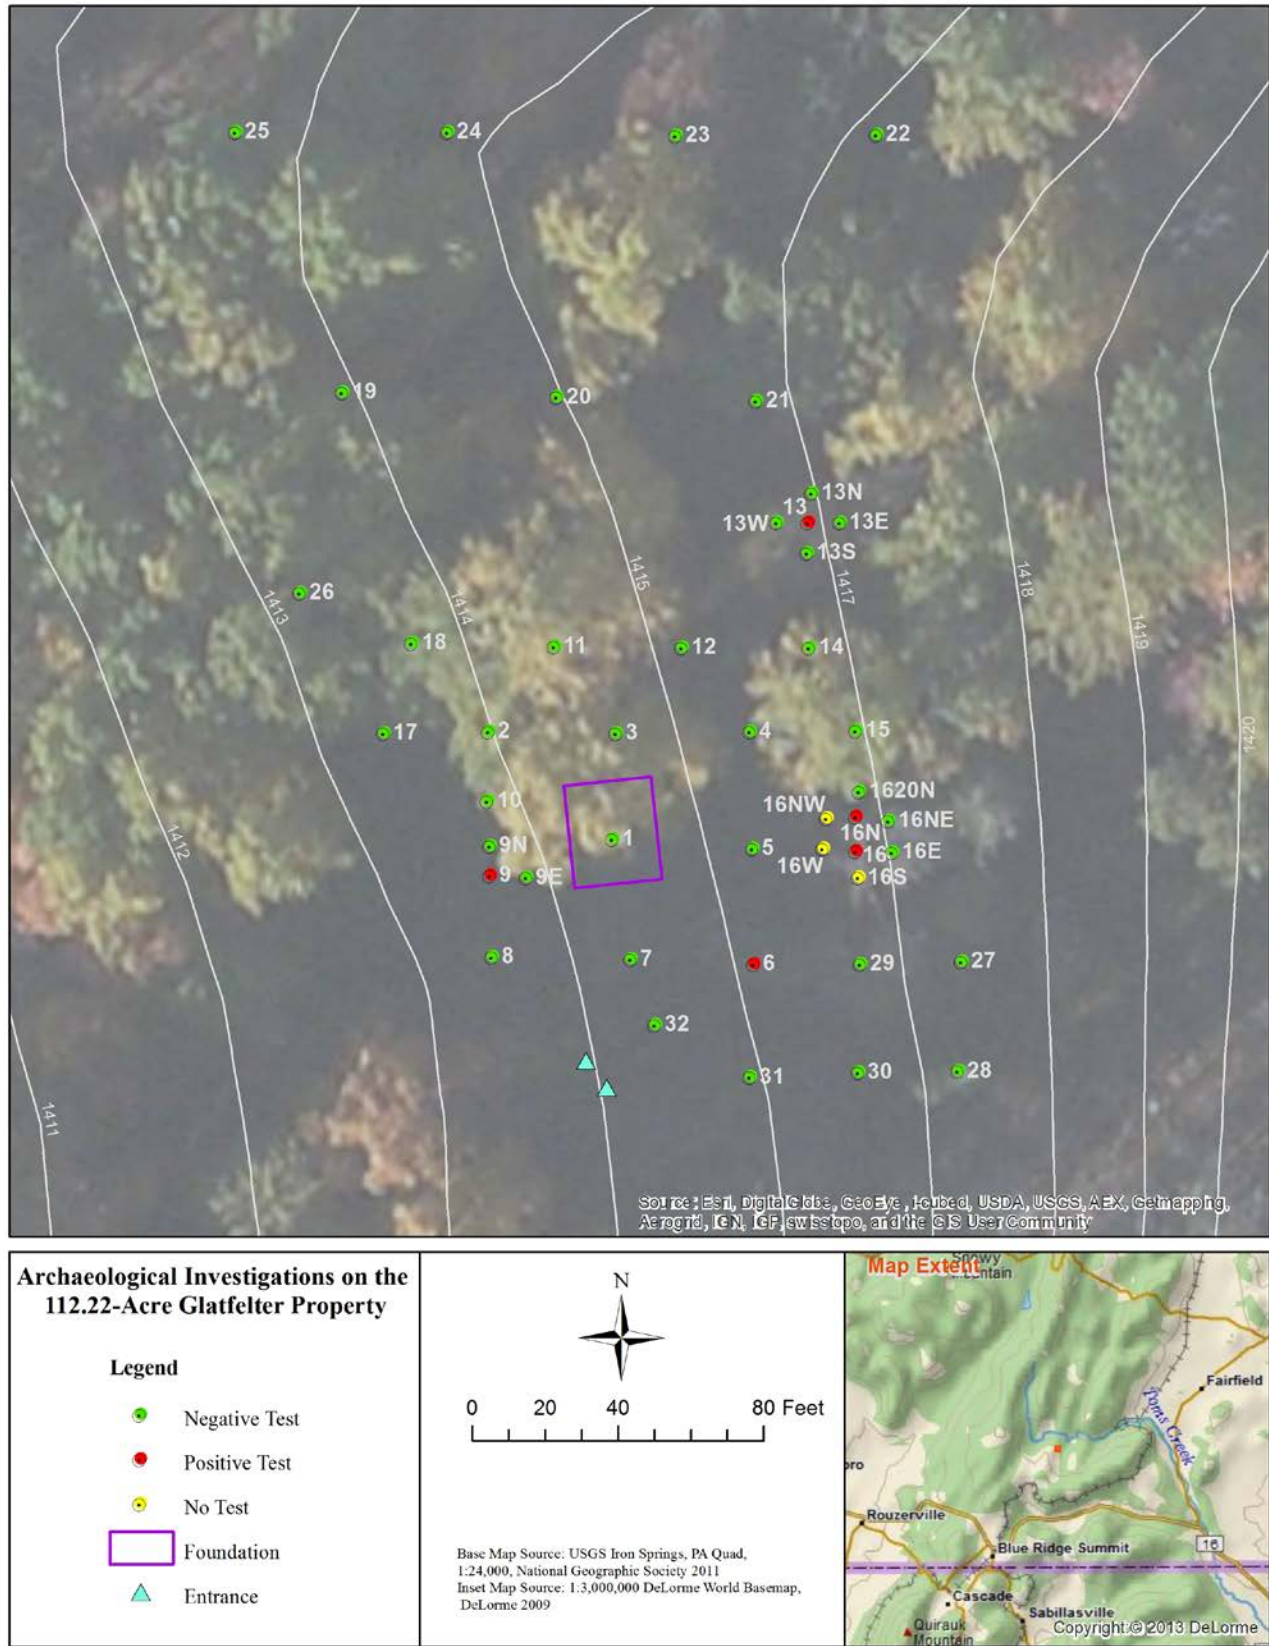 25
24
23
22
19
20
21
13N
13
13W
13E
13S
1415
1417
1418
26
1413
1414
1419
18
11
12
14
17
2
3
4
15
1420
10
1620N
16NW
16NE
16N
1
9N
5
16E
16
1412
16W
9
9E
16S
8
7
6
29
27
32
31
30
28
1411
Source: Esri, DigitalGlobe, GeoEye, i-cubed, USDA, USGS, AEX, Getmapping,
Aerogrid, IGN, IGP, swisstopo, and the GIS User Community
Archaeological Investigations on the
112.22-Acre Glatfelter Property
Legend
Negative Test
Positive Test
No Test
Foundation
Entrance
N
0 20 40 80 Feet
Base Map Source: USGS Iron Springs, PA Quad,
1:24,000, National Geographic Society 2011
Inset Map Source: 1:3,000,000 DeLorme World Basemap,
DeLorme 2009
Map Extent
Snowy
Mountain
Fairfield
Toms Creek
oro
Rouzerville
16
Blue Ridge Summit
Cascade
Sabillasville
Quirauk
Mountain
Copyright:© 2013 DeLorme